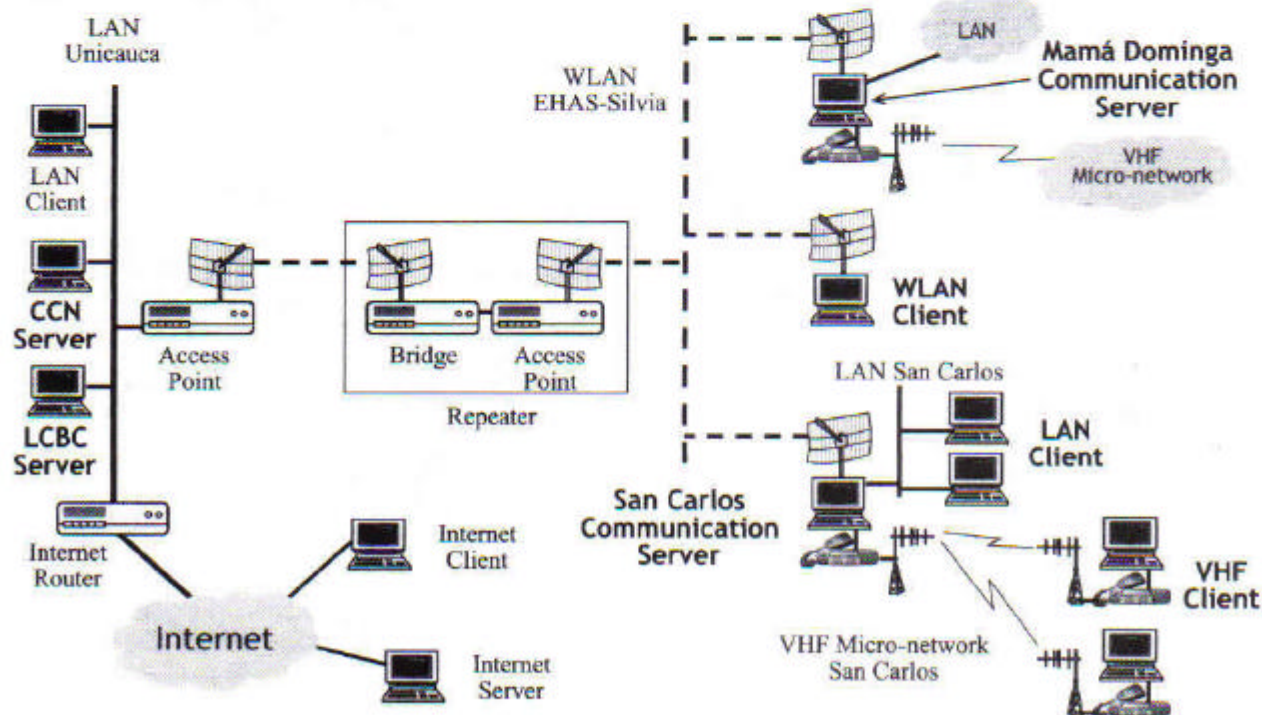 LAN
Unicauca
LAN
Client
CCN
Server
LCBC
Server
Internet
Router
Access
Point
Bridge
Access
Point
Repeater
WLAN
EHAS-Silvia
LAN
Mamá Dominga
Communication
Server
VHF
Micro-network
WLAN
Client
LAN San Carlos
LAN
Client
San Carlos
Communication
Server
VHF
Client
VHF Micro-network
San Carlos
Internet
Internet
Client
Internet
Server